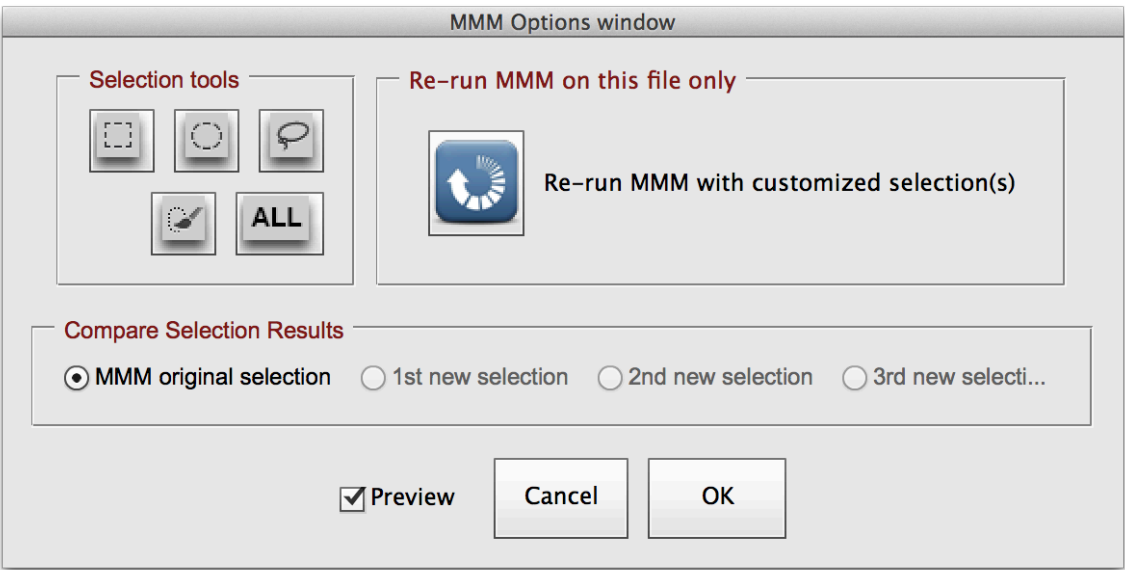 MMM Options window
Selection tools
Re-run MMM on this file only
Re-run MMM with customized selection(s)
ALL
Compare Selection Results
MMM original selection 1st new selection 2nd new selection 3rd new selecti...
Preview Cancel OK